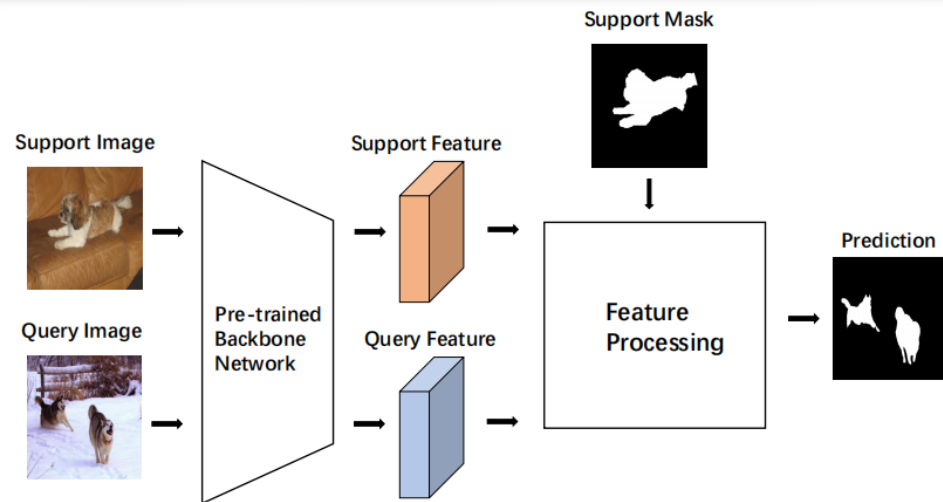 Support Mask
Support Image
Support Feature
Prediction
Query Image
Pre-trained
Backbone
Network
Query Feature
Feature
Processing